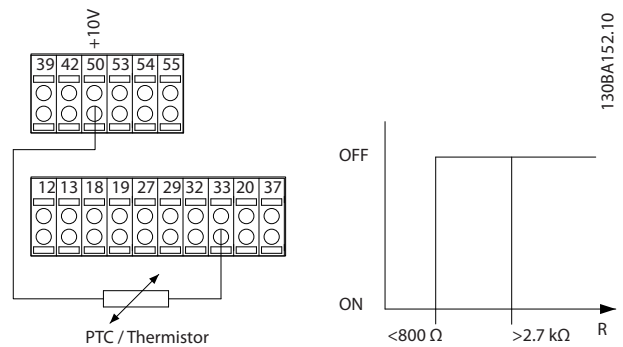 +10V
39 42 50 53 54 55
12 13 18 19 27 29 32 33 20 37
PTC / Thermistor
130BA152.10
OFF
ON
<800 Ω
>2.7 kΩ
R